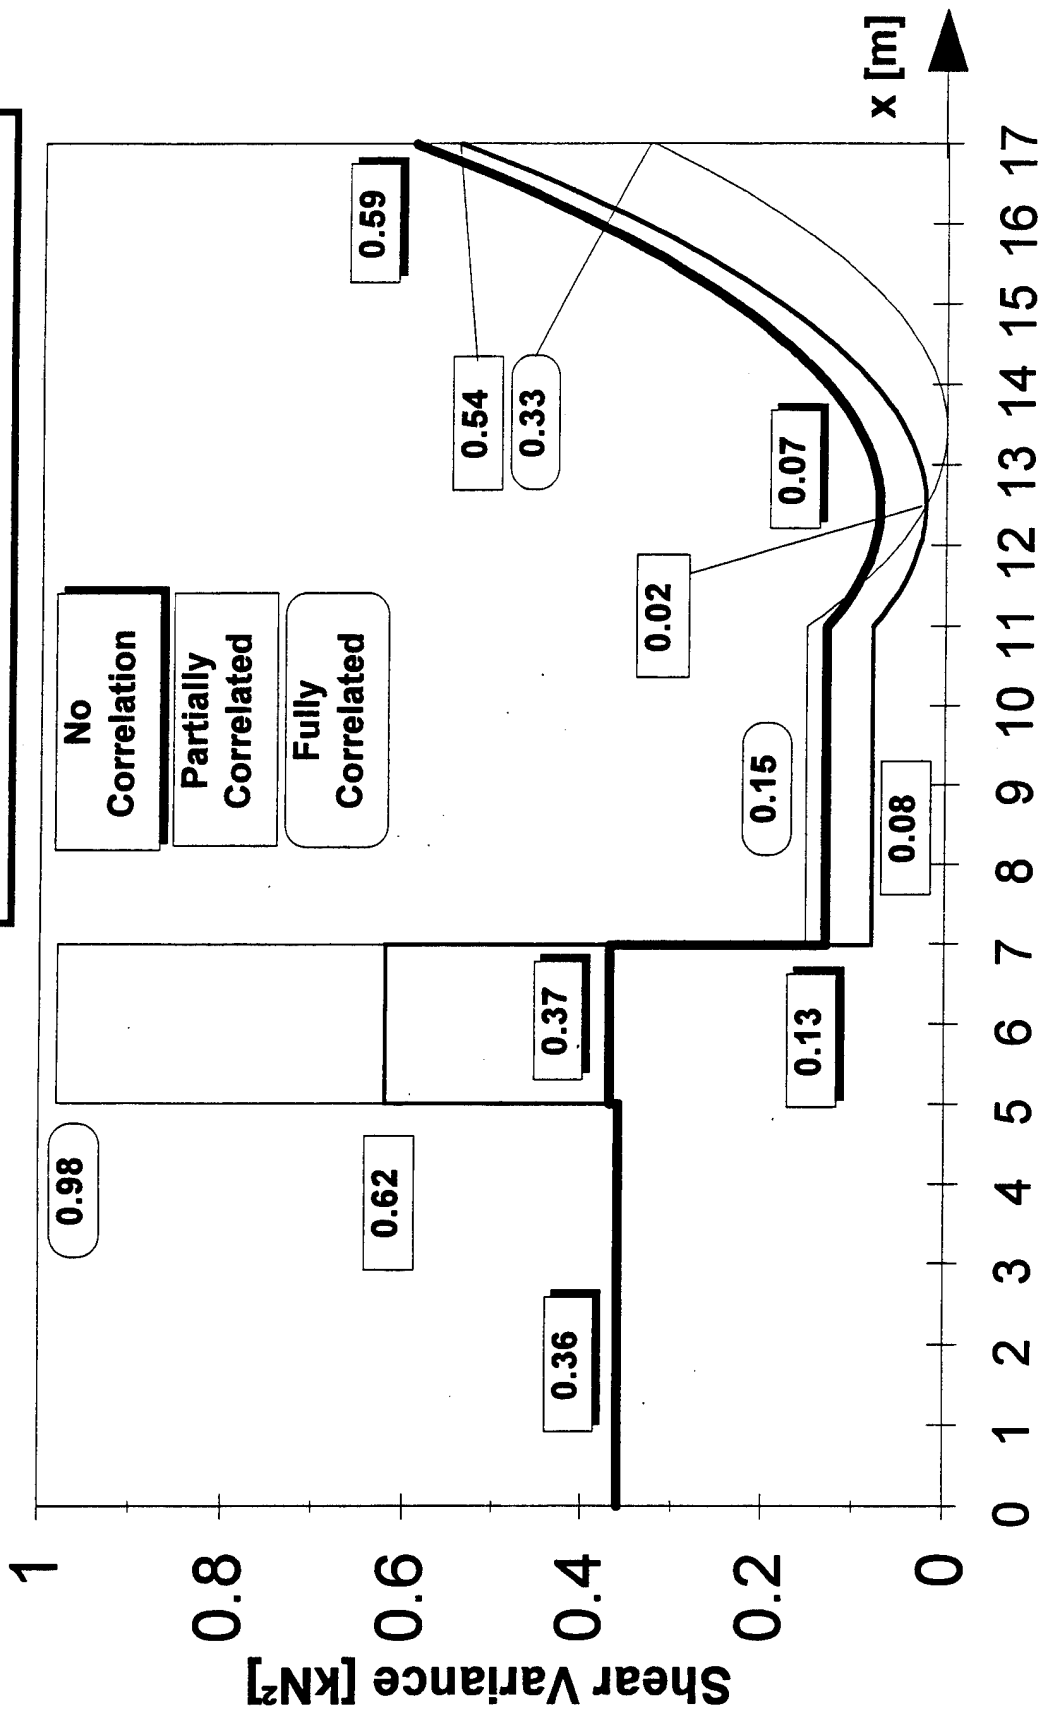 Shear Variance [kN²]
1
0.8
0.6
0.4
0.2
0
0.98
0.62
0.36
0.37
0.13
No
Correlation
Partially
Correlated
Fully
Correlated
0.15
0.08
0.02
0.07
0.54
0.33
0.59
0 1 2 3 4 5 6 7 8 9 10 11 12 13 14 15 16 17
x [m]